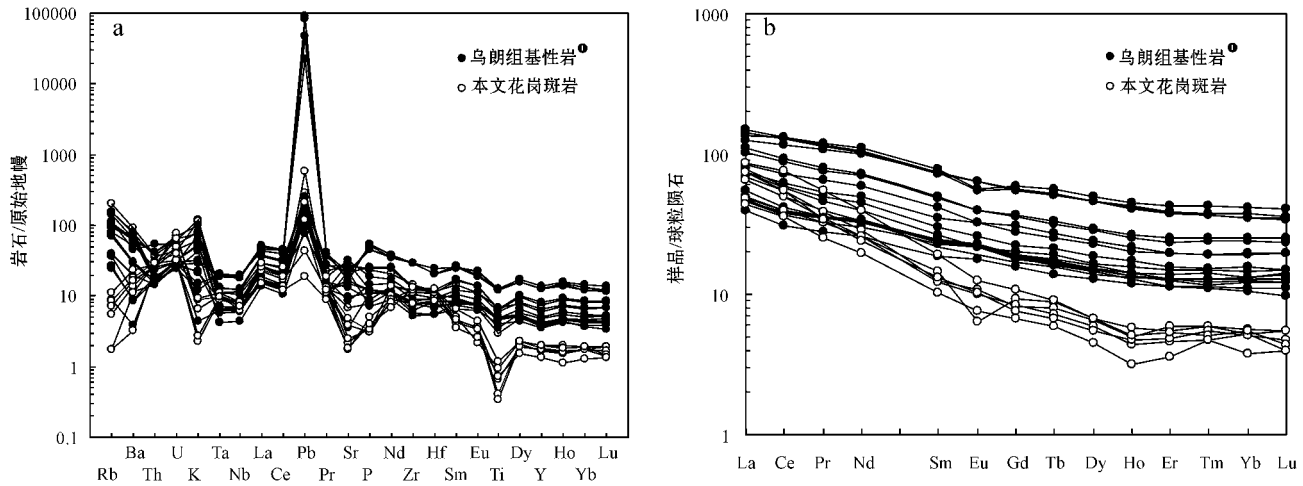 a
100000
10000
1000
100
10
1
0.1
岩石/原始地幔
乌朗组基性岩❶
本文花岗斑岩
Ba U Ta La Pb Sr Nd Hf Eu Dy Ho Lu
Rb Th K Nb Ce Pr P Zr Sm Ti Y Yb
b
1000
100
10
1
样品/球粒陨石
乌朗组基性岩❶
本文花岗斑岩
La Ce Pr Nd Sm Eu Gd Tb Dy Ho Er Tm Yb Lu